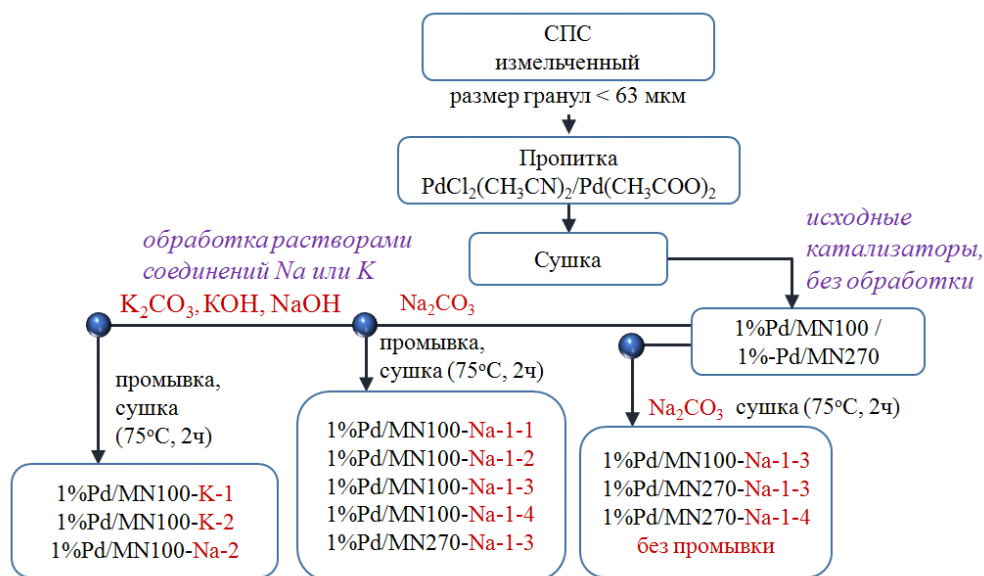 СПС
измельченный
размер гранул < 63 мкм
Пропитка
PdCl₂(CH₃CN)₂/Pd(CH₃COO)₂
Сушка
исходные
катализаторы,
без обработки
обработка растворами
соединений Na или K
K₂CO₃, KOH, NaOH
Na₂CO₃
1%Pd/MN100 /
1%-Pd/MN270
промывка,
сушка
(75°C, 2ч)
промывка,
сушка (75°C, 2ч)
Na₂CO₃ сушка (75°C, 2ч)
1%Pd/MN100-K-1
1%Pd/MN100-K-2
1%Pd/MN100-Na-2
1%Pd/MN100-Na-1-1
1%Pd/MN100-Na-1-2
1%Pd/MN100-Na-1-3
1%Pd/MN100-Na-1-4
1%Pd/MN270-Na-1-3
1%Pd/MN100-Na-1-3
1%Pd/MN270-Na-1-3
1%Pd/MN270-Na-1-4
без промывки